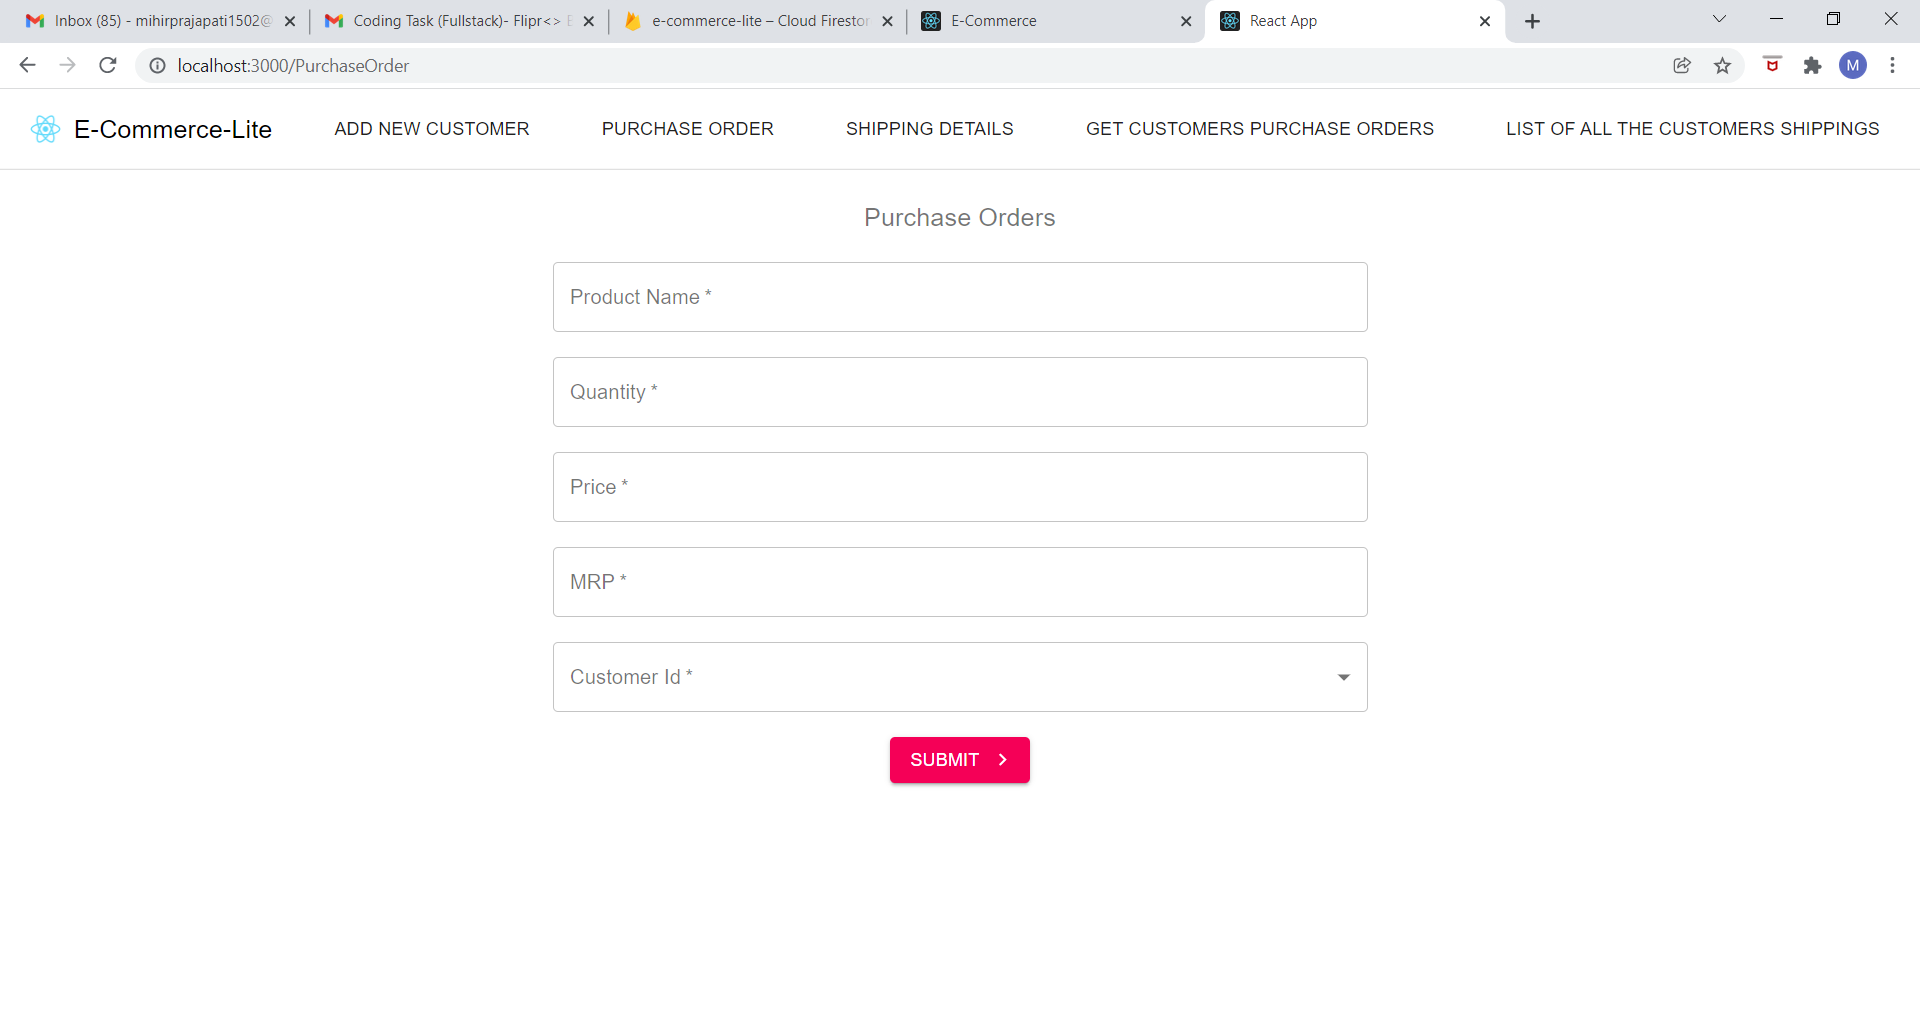 Inbox (85) - mihirprajapati1502@
Coding Task (Fullstack)- Flipr<>
e-commerce-lite – Cloud Firestor
E-Commerce
React App
localhost:3000/PurchaseOrder
M
E-Commerce-Lite
ADD NEW CUSTOMER
PURCHASE ORDER
SHIPPING DETAILS
GET CUSTOMERS PURCHASE ORDERS
LIST OF ALL THE CUSTOMERS SHIPPINGS
Purchase Orders
Product Name *
Quantity *
Price *
MRP *
Customer Id *
SUBMIT